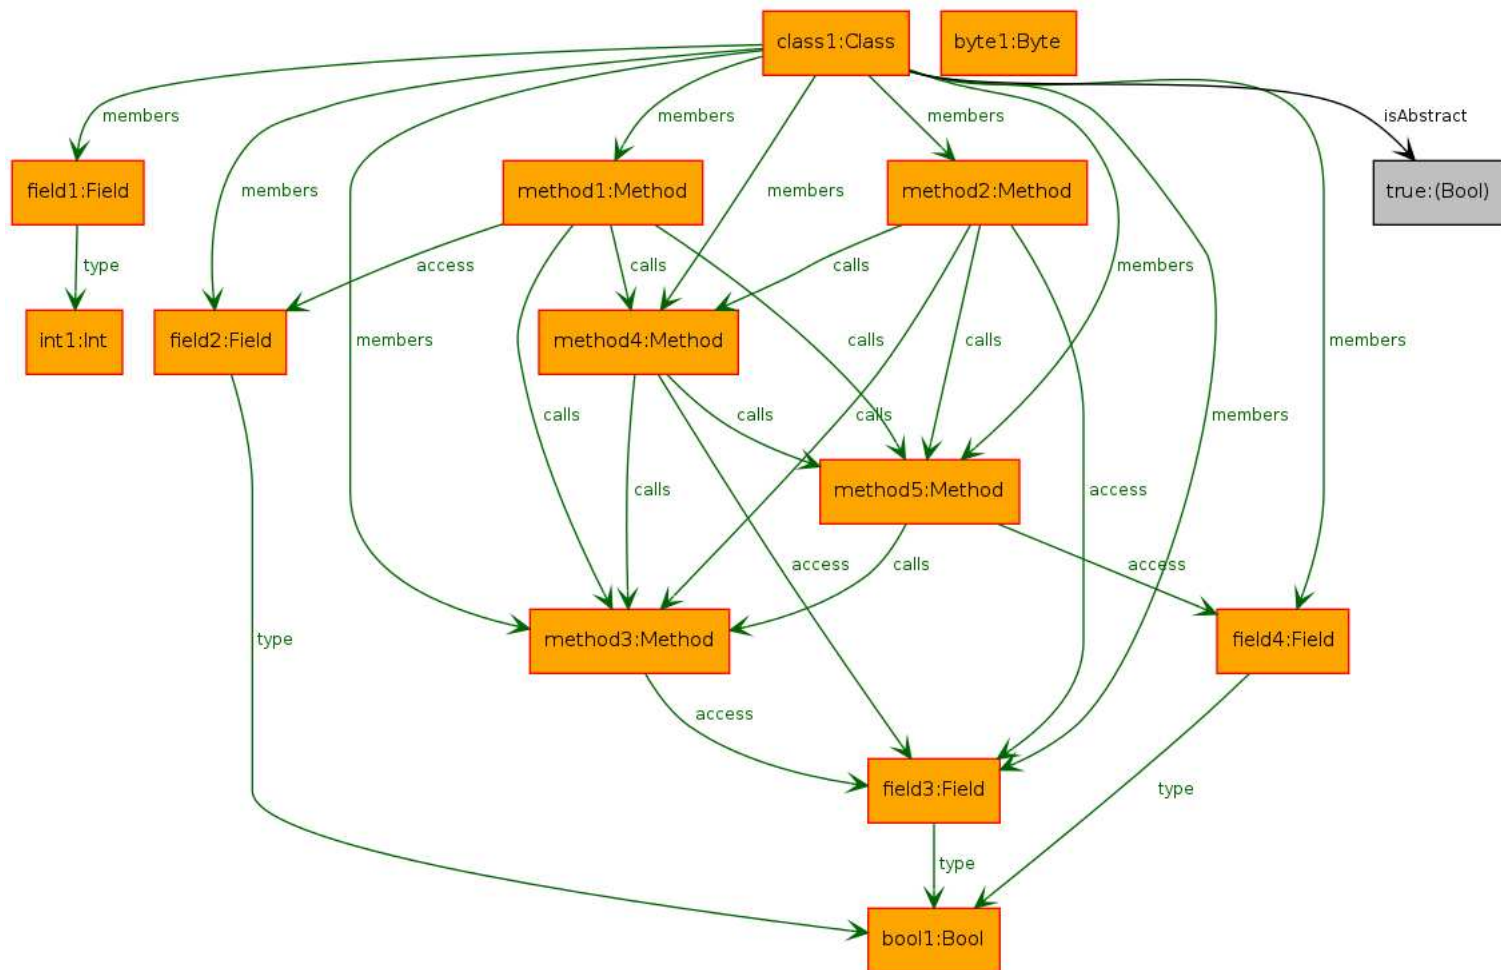 class1:Class
byte1:Byte
members
members
members
isAbstract
field1:Field
method1:Method
method2:Method
true:(Bool)
members
members
type
access
calls
calls
members
int1:Int
field2:Field
members
method4:Method
calls
calls
members
calls
calls
calls
members
calls
method5:Method
access
access
calls
access
type
method3:Method
field4:Field
access
field3:Field
type
type
bool1:Bool